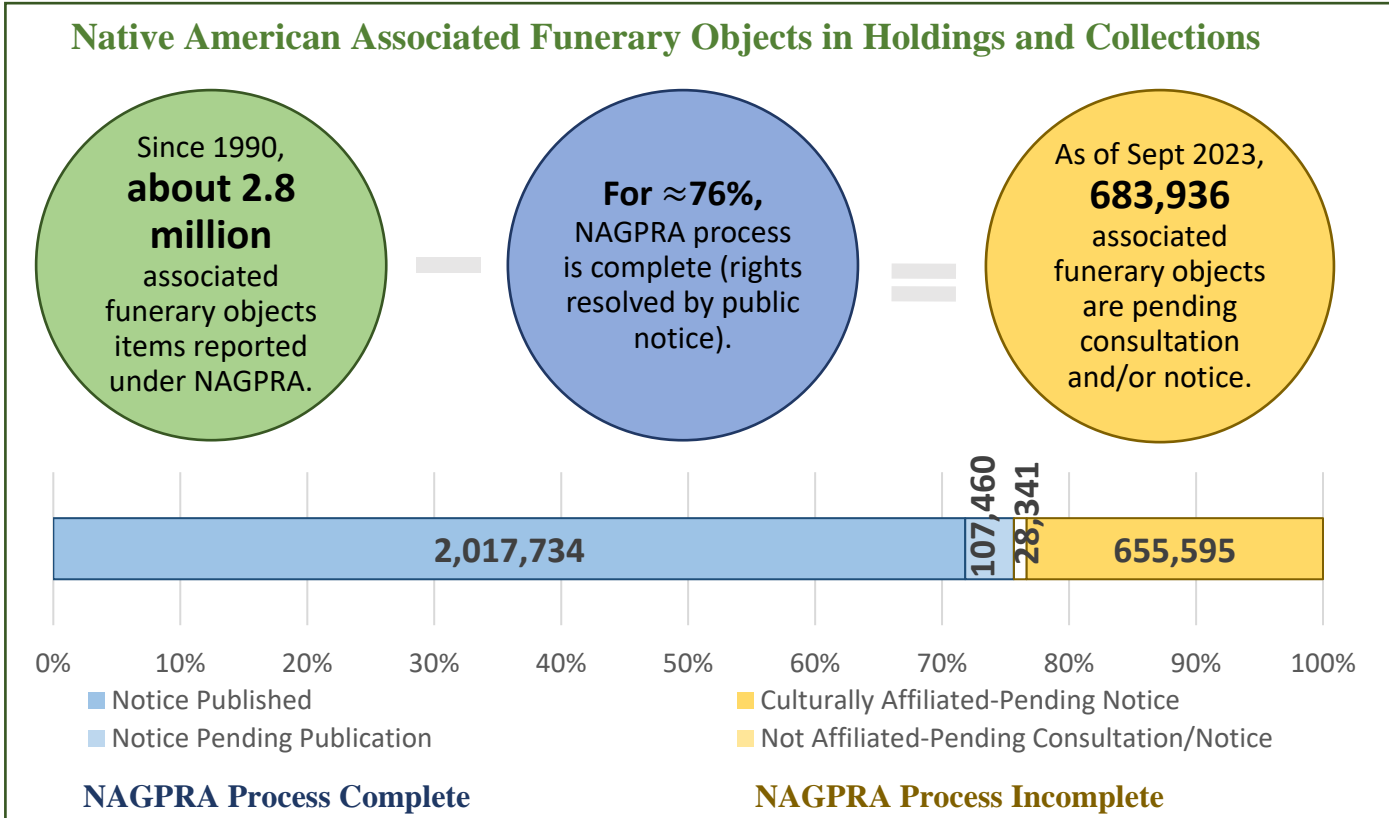 Native American Associated Funerary Objects in Holdings and Collections
Since 1990,
about 2.8
million
associated
funerary objects
items reported
under NAGPRA.
For ≈76%,
NAGPRA process
is complete (rights
resolved by public
notice).
As of Sept 2023,
683,936
associated
funerary objects
are pending
consultation
and/or notice.
2,017,734
107,460
28,341
655,595
0% 10% 20% 30% 40% 50% 60% 70% 80% 90% 100%
Notice Published
Notice Pending Publication
Culturally Affiliated-Pending Notice
Not Affiliated-Pending Consultation/Notice
NAGPRA Process Complete
NAGPRA Process Incomplete